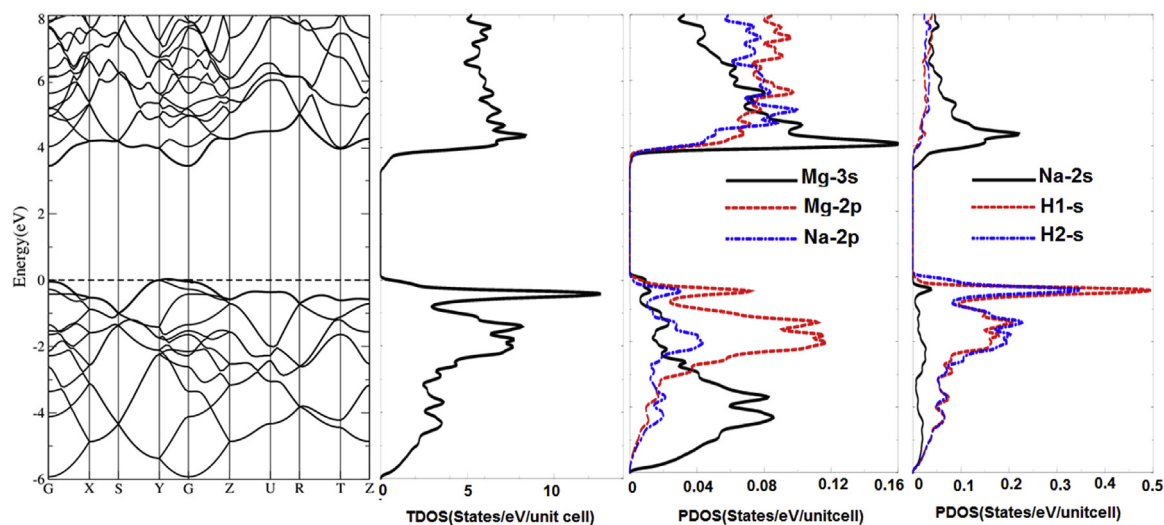 Energy(eV)
8
6
4
2
0
-2
-4
-6
G X S Y G Z U R T Z
0 5 10
TDOS(States/eV/unit cell)
Mg-3s
Mg-2p
Na-2p
0 0.04 0.08 0.12 0.16
PDOS(States/eV/unitcell)
Na-2s
H1-s
H2-s
0 0.1 0.2 0.3 0.4 0.5
PDOS(States/eV/unitcell)